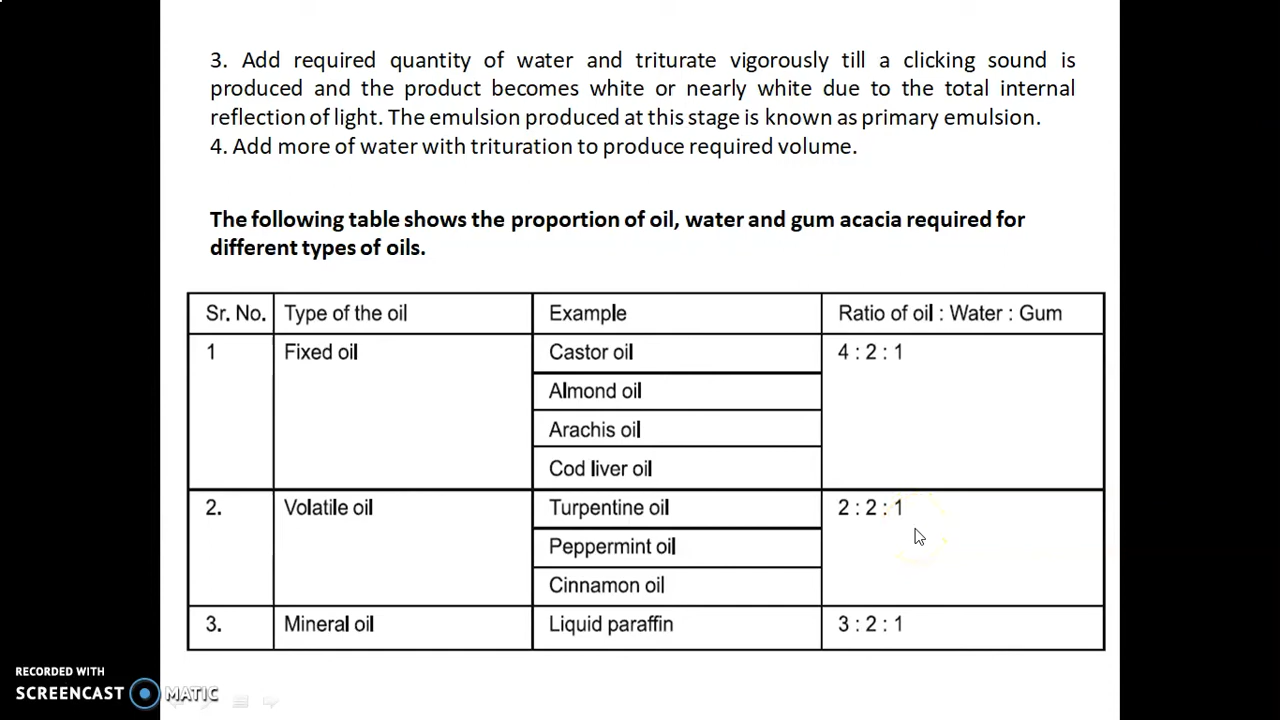 3. Add required quantity of water and triturate vigorously till a clicking sound is
produced and the product becomes white or nearly white due to the total internal
reflection of light. The emulsion produced at this stage is known as primary emulsion.
4. Add more of water with trituration to produce required volume.
The following table shows the proportion of oil, water and gum acacia required for
different types of oils.
Sr. No. Type of the oil Example Ratio of oil : Water : Gum
1 Fixed oil Castor oil 4 : 2 : 1
Almond oil
Arachis oil
Cod liver oil
2. Volatile oil Turpentine oil 2 : 2 : 1
Peppermint oil
Cinnamon oil
3. Mineral oil Liquid paraffin 3 : 2 : 1
RECORDED WITH
SCREENCAST MATIC